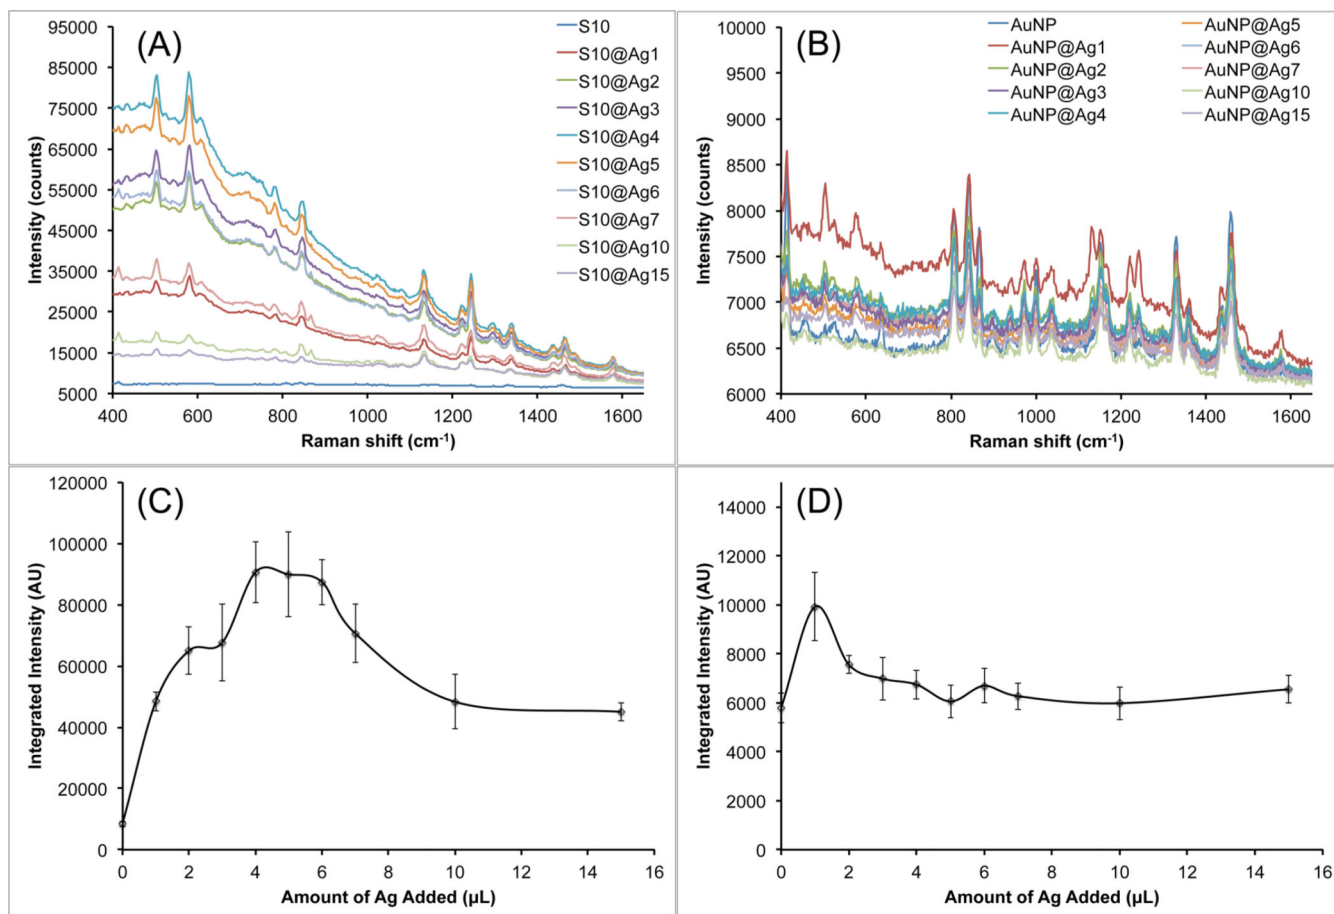 (A)
Intensity (counts)
95000
85000
75000
65000
55000
45000
35000
25000
15000
5000
400 600 800 1000 1200 1400 1600
Raman shift (cm-1)
S10
S10@Ag1
S10@Ag2
S10@Ag3
S10@Ag4
S10@Ag5
S10@Ag6
S10@Ag7
S10@Ag10
S10@Ag15
(B)
Intensity (counts)
10000
9500
9000
8500
8000
7500
7000
6500
6000
400 600 800 1000 1200 1400 1600
Raman shift (cm-1)
AuNP AuNP@Ag5
AuNP@Ag1 AuNP@Ag6
AuNP@Ag2 AuNP@Ag7
AuNP@Ag3 AuNP@Ag10
AuNP@Ag4 AuNP@Ag15
(C)
Integrated Intensity (AU)
120000
100000
80000
60000
40000
20000
0
0 2 4 6 8 10 12 14 16
Amount of Ag Added (µL)
(D)
Integrated Intensity (AU)
14000
12000
10000
8000
6000
4000
2000
0
0 2 4 6 8 10 12 14 16
Amount of Ag Added (µL)